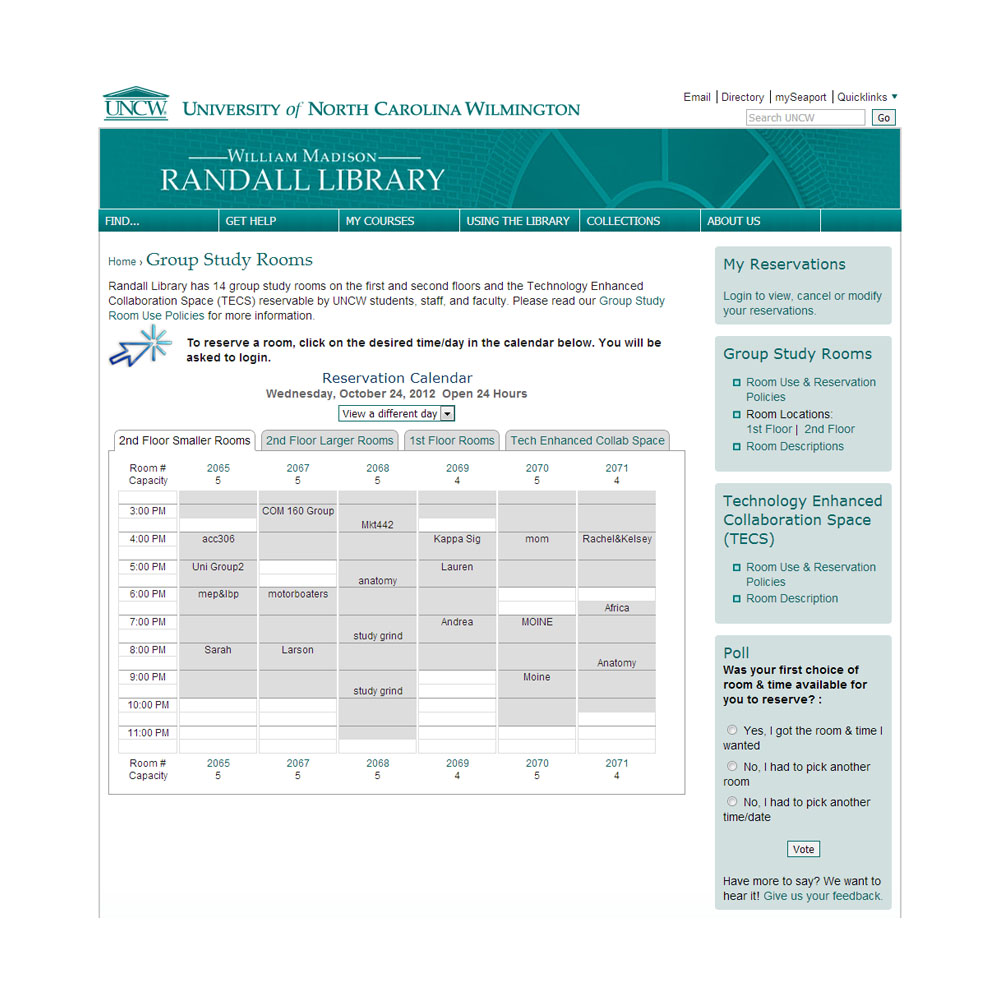 UNCW
UNIVERSITY of NORTH CAROLINA WILMINGTON
Email | Directory | mySeaport | Quicklinks
Search UNCW Go
WILLIAM MADISON
RANDALL LIBRARY
FIND... GET HELP MY COURSES USING THE LIBRARY COLLECTIONS ABOUT US
Home › Group Study Rooms
Randall Library has 14 group study rooms on the first and second floors and the Technology Enhanced
Collaboration Space (TECS) reservable by UNCW students, staff, and faculty. Please read our Group Study
Room Use Policies for more information.
To reserve a room, click on the desired time/day in the calendar below. You will be
asked to login.
Reservation Calendar
Wednesday, October 24, 2012 Open 24 Hours
View a different day
2nd Floor Smaller Rooms 2nd Floor Larger Rooms 1st Floor Rooms Tech Enhanced Collab Space
Room # 2065 2067 2068 2069 2070 2071
Capacity 5 5 5 4 5 4
3:00 PM COM 160 Group
Mkt442
4:00 PM acc306 Kappa Sig mom Rachel&Kelsey
5:00 PM Uni Group2 Lauren
anatomy
6:00 PM mep&lbp motorboaters
Africa
7:00 PM Andrea MOINE
study grind
8:00 PM Sarah Larson
Anatomy
9:00 PM Moine
study grind
10:00 PM
11:00 PM
Room # 2065 2067 2068 2069 2070 2071
Capacity 5 5 5 4 5 4
My Reservations
Login to view, cancel or modify
your reservations.
Group Study Rooms
Room Use & Reservation
Policies
Room Locations:
1st Floor | 2nd Floor
Room Descriptions
Technology Enhanced
Collaboration Space
(TECS)
Room Use & Reservation
Policies
Room Description
Poll
Was your first choice of
room & time available for
you to reserve? :
Yes, I got the room & time I
wanted
No, I had to pick another
room
No, I had to pick another
time/date
Vote
Have more to say? We want to
hear it! Give us your feedback.